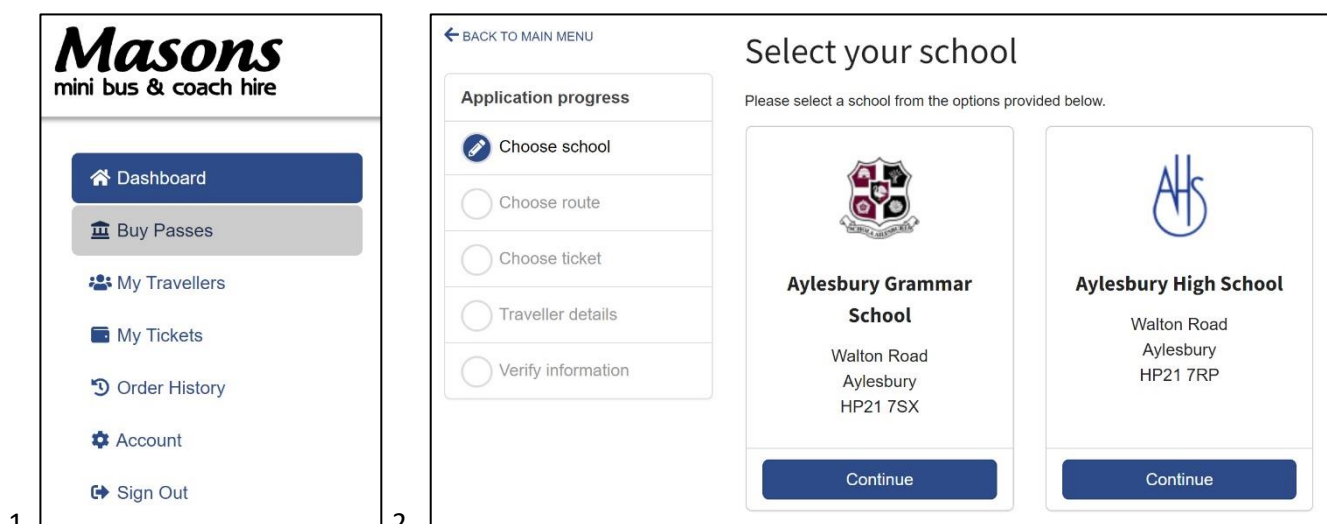 Masons
mini bus & coach hire
Dashboard
Buy Passes
My Travellers
My Tickets
Order History
Account
Sign Out
1.
BACK TO MAIN MENU
Application progress
Choose school
Choose route
Choose ticket
Traveller details
Verify information
Select your school
Please select a school from the options provided below.
Aylesbury Grammar
School
Walton Road
Aylesbury
HP21 7SX
Continue
AHS
Aylesbury High School
Walton Road
Aylesbury
HP21 7RP
Continue
2.